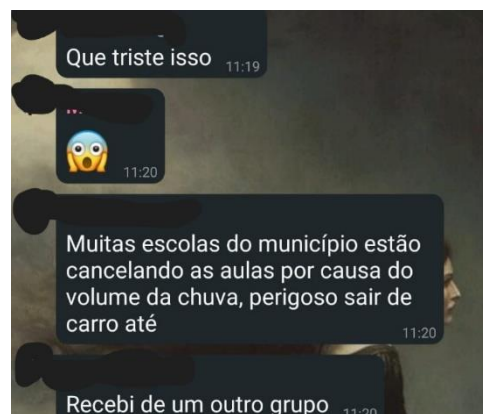 Que triste isso 11:19
😱
11:20
Muitas escolas do município estão
cancelando as aulas por causa do
volume da chuva, perigoso sair de
carro até
11:20
Recebi de um outro grupo 11:20